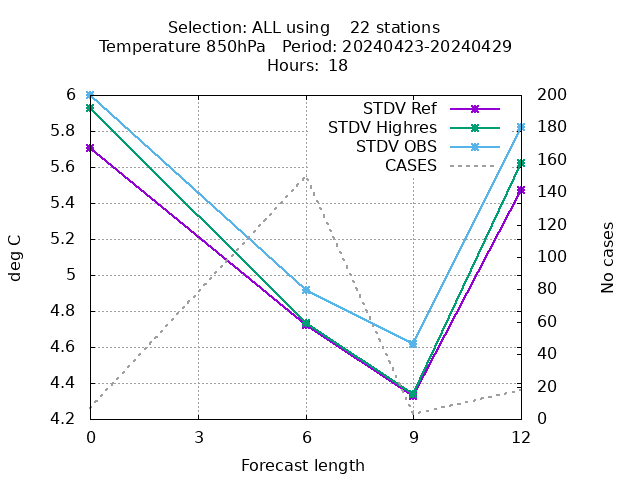 Selection: ALL using    22 stations
Temperature 850hPa   Period: 20240423-20240429
Hours:  18
STDV Ref
STDV Highres
STDV OBS
CASES
6
5.8
5.6
5.4
5.2
5
4.8
4.6
4.4
4.2
deg C
200
180
160
140
120
100
80
60
40
20
0
No cases
0 3 6 9 12
Forecast length